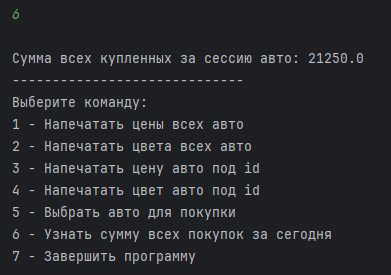 6
Сумма всех купленных за сессию авто: 21250.0
-----------------------------
Выберите команду:
1 - Напечатать цены всех авто
2 - Напечатать цвета всех авто
3 - Напечатать цену авто под id
4 - Напечатать цвет авто под id
5 - Выбрать авто для покупки
6 - Узнать сумму всех покупок за сегодня
7 - Завершить программу